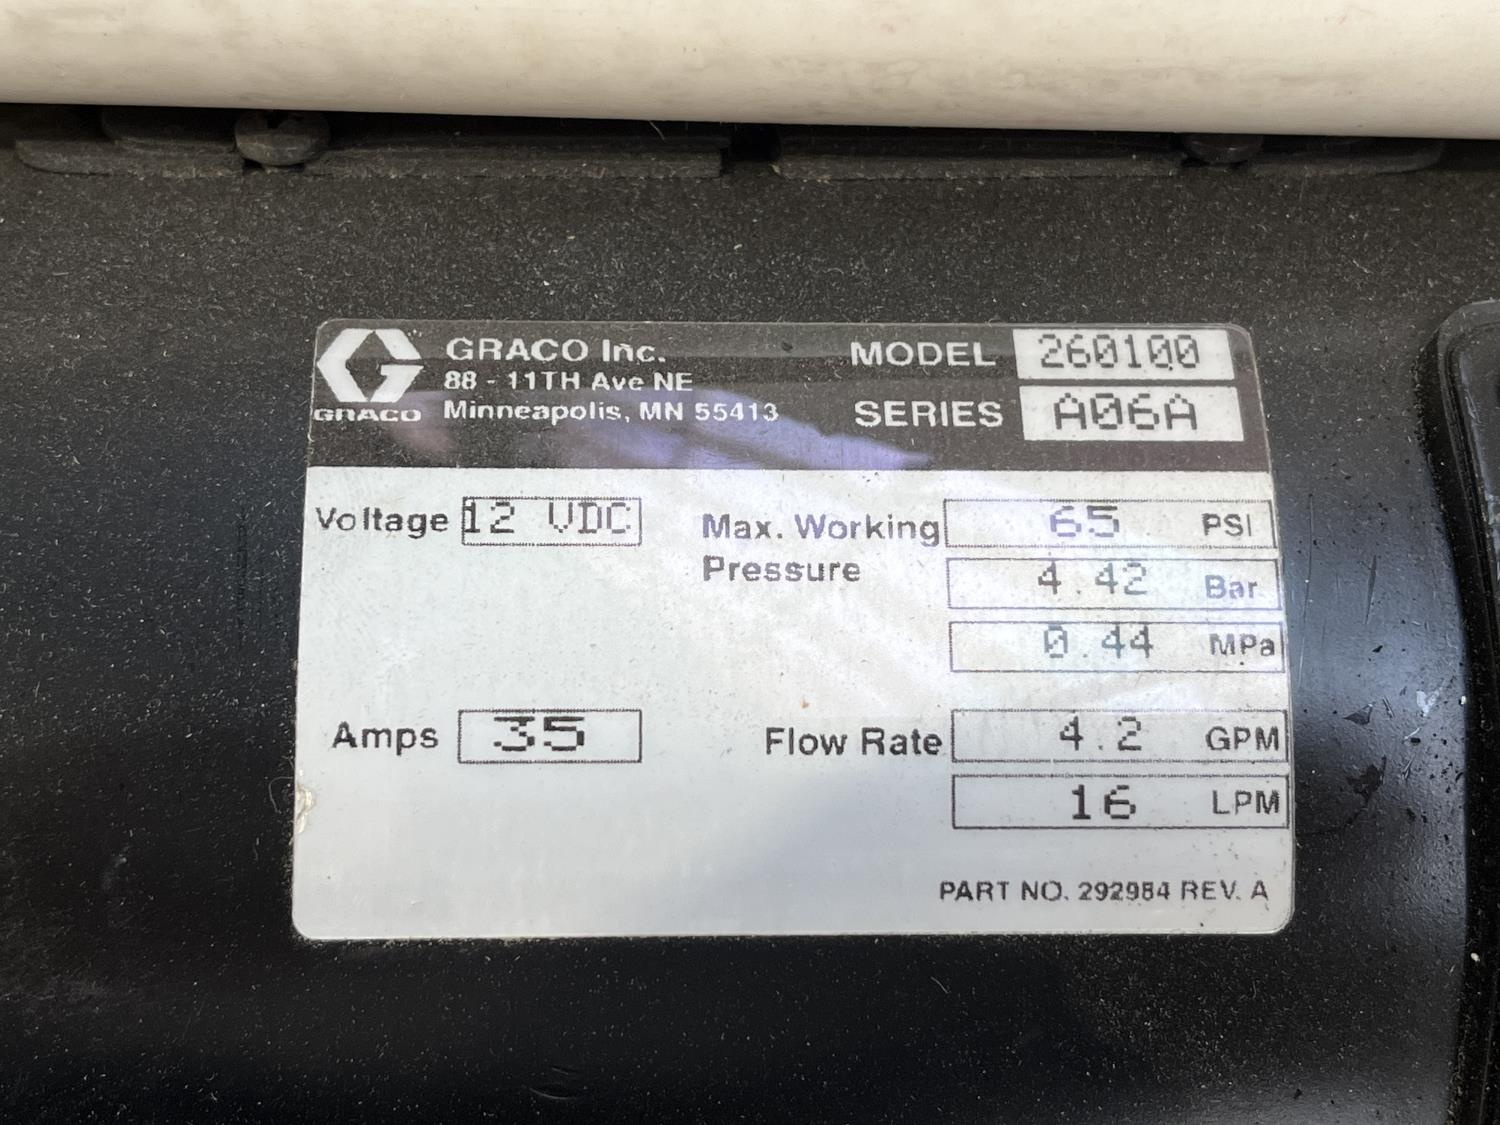 GRACO
GRACO Inc.
88 - 11TH Ave NE
Minneapolis, MN 55413
MODEL 260100
SERIES A06A
Voltage 12 VDC
Max. Working Pressure
65 PSI
4.42 Bar
0.44 MPa
Amps 35
Flow Rate 4.2 GPM
16 LPM
PART NO. 292984 REV. A